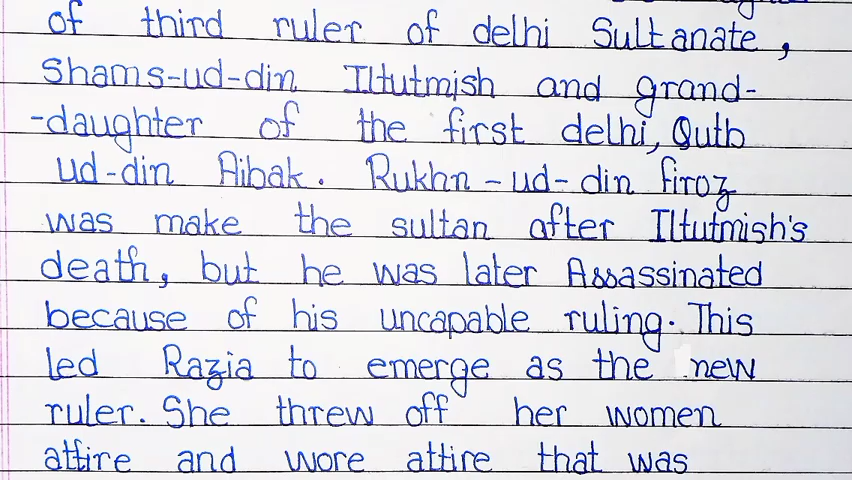 of third ruler of delhi Sultanate,
Shams-ud-din Iltutmish and grand-
-daughter of the first delhi, Qutb
ud-din Aibak. Rukhn-ud-din firoz
was make the sultan after Iltutmish's
death, but he was later Assassinated
because of his uncapable ruling. This
led Razia to emerge as the new
ruler. She threw off her women
attire and wore attire that was